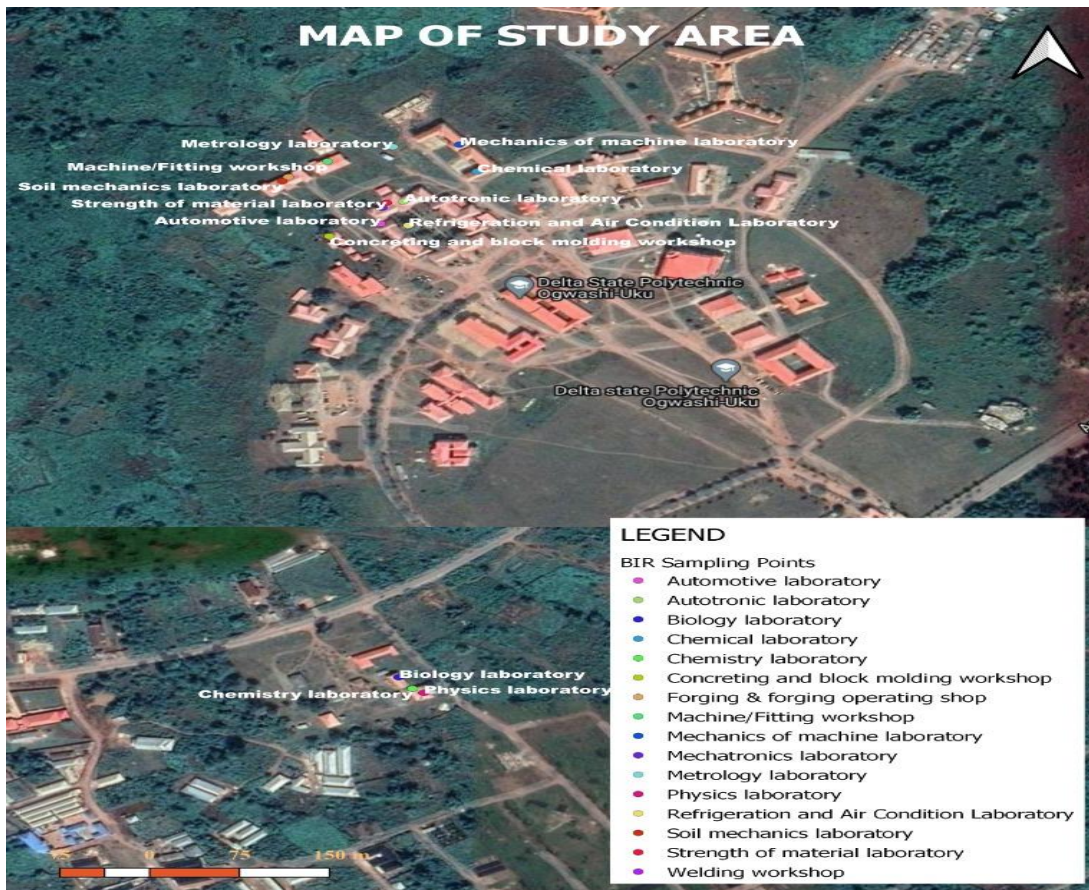 MAP OF STUDY AREA
Metrology laboratory
Mechanics of machine laboratory
Machine/Fitting workshop
Chemical laboratory
Soil mechanics laboratory
Strength of material laboratory
Autotronic laboratory
Automotive laboratory
Refrigeration and Air Condition Laboratory
Concreting and block molding workshop
Delta State Polytechnic
Ogwashi-Uku
Delta state Polytechnic
Ogwashi-Uku
A
Biology laboratory
Chemistry laboratory
Physics laboratory
75 0 75 150 m
LEGEND
BIR Sampling Points
Automotive laboratory
Autotronic laboratory
Biology laboratory
Chemical laboratory
Chemistry laboratory
Concreting and block molding workshop
Forging & forging operating shop
Machine/Fitting workshop
Mechanics of machine laboratory
Mechatronics laboratory
Metrology laboratory
Physics laboratory
Refrigeration and Air Condition Laboratory
Soil mechanics laboratory
Strength of material laboratory
Welding workshop